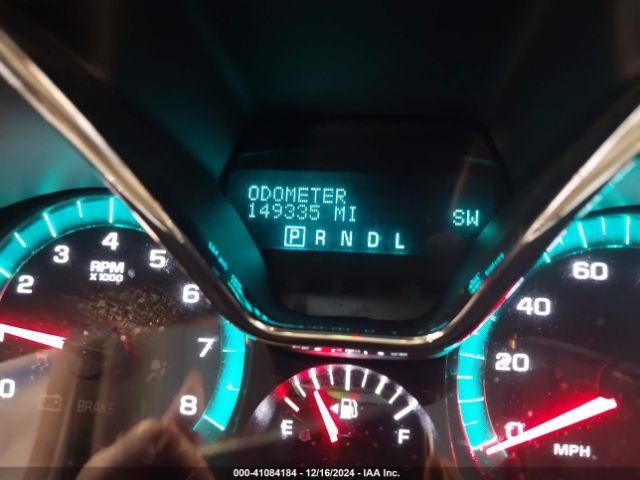 ODOMETER
149335 MI SW
P R N D L
2 3 4 5 6 7 8
0
RPM
X1000
BRAKE
E F
0 20 40 60
MPH
000-41084184 - 12/16/2024 - IAA Inc.